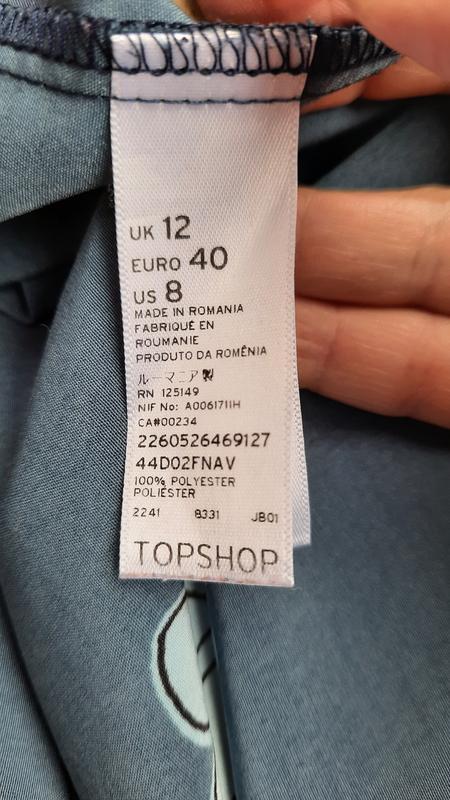 UK 12
EURO 40
US 8
MADE IN ROMANIA
FABRIQUÉ EN
ROUMANIE
PRODUTO DA ROMÊNIA
ルーマニア製
RN 125149
NIF No: A0061711H
CA#00234
2260526469127
44D02FNAV
100% POLYESTER
POLIÉSTER
2241 8331 JB01
TOPSHOP